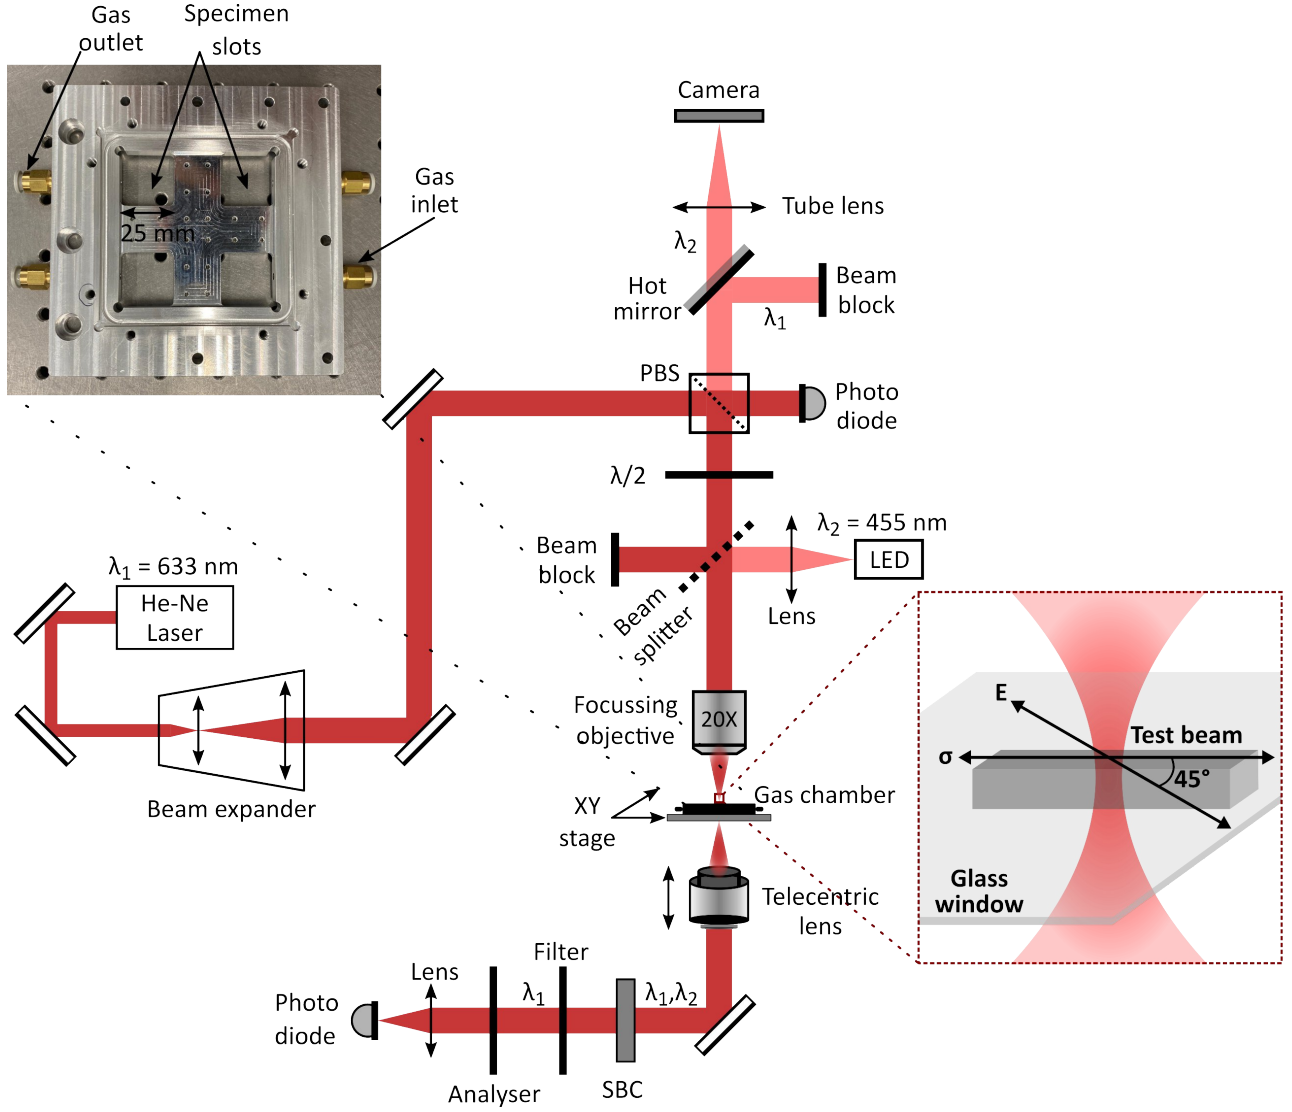 Gas
outlet
Specimen
slots
25 mm
Gas
inlet
Camera
Tube lens
λ2
Hot
mirror
Beam
block
λ1
PBS
Photo
diode
λ/2
Beam
block
λ2 = 455 nm
LED
Beam
splitter
Lens
λ1 = 633 nm
He-Ne
Laser
Beam expander
Focussing
objective
20X
XY
stage
Gas chamber
E
Test beam
σ
45°
Glass
window
Telecentric
lens
Filter
Lens
λ1
λ1,λ2
Photo
diode
Analyser
SBC